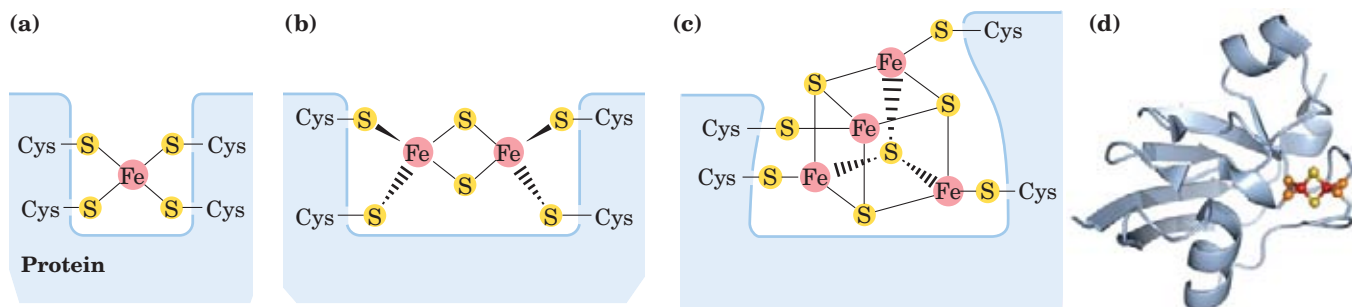 (a) (b) (c) (d)
S Cys
Fe
S
S
Cys S S Cys
Cys S S S Cys
Cys S Fe
Fe Fe
Fe
S
Cys S Fe Fe S Cys
S
Cys S S Cys
Cys S S Cys
S
Protein